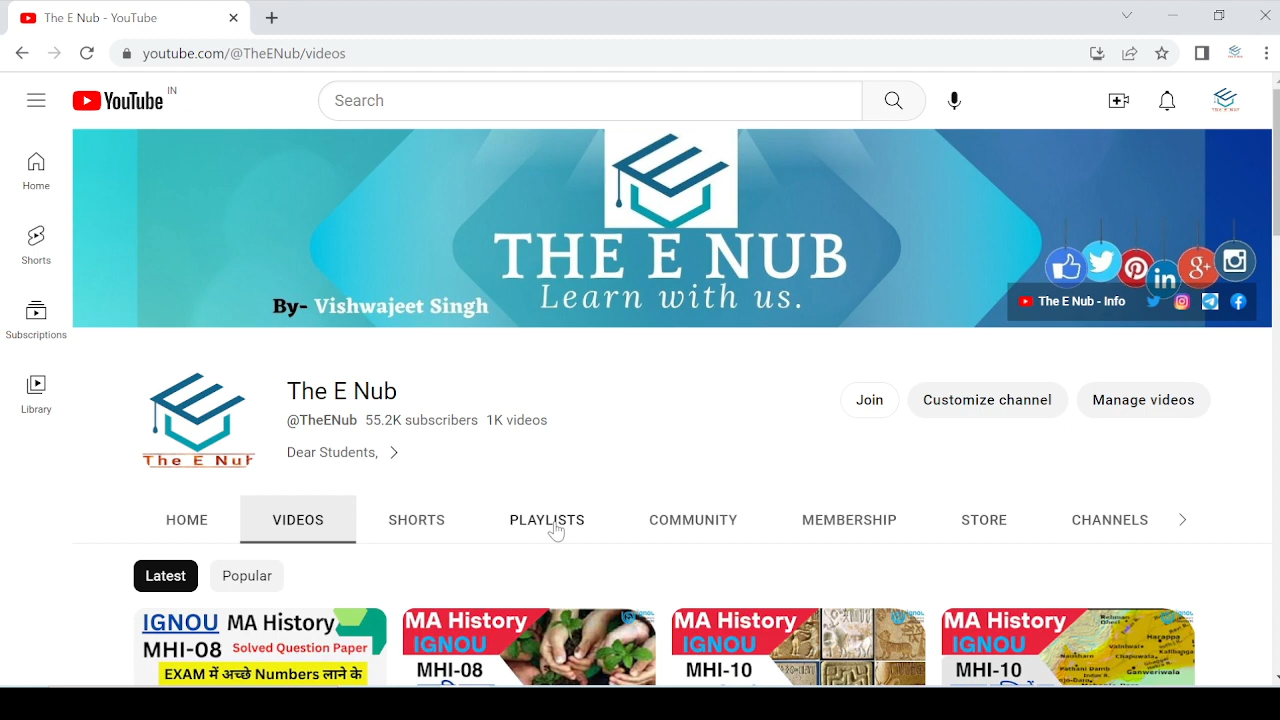 The E Nub - YouTube
youtube.com/@TheENub/videos
YouTube IN
Search
Home
Shorts
Subscriptions
Library
THE E NUB
Learn with us.
By- Vishwajeet Singh
The E Nub - Info
The E Nub
The E Nub
@TheENub 55.2K subscribers 1K videos
Dear Students,
Join
Customize channel
Manage videos
HOME
VIDEOS
SHORTS
PLAYLISTS
COMMUNITY
MEMBERSHIP
STORE
CHANNELS
Latest
Popular
IGNOU MA History
MHI-08 Solved Question Paper
EXAM में अच्छे Numbers लाने के
MA History
IGNOU
MHI-08
MA History
IGNOU
MHI-10
MA History
IGNOU
MHI-10
Harappa
Ganweriwala